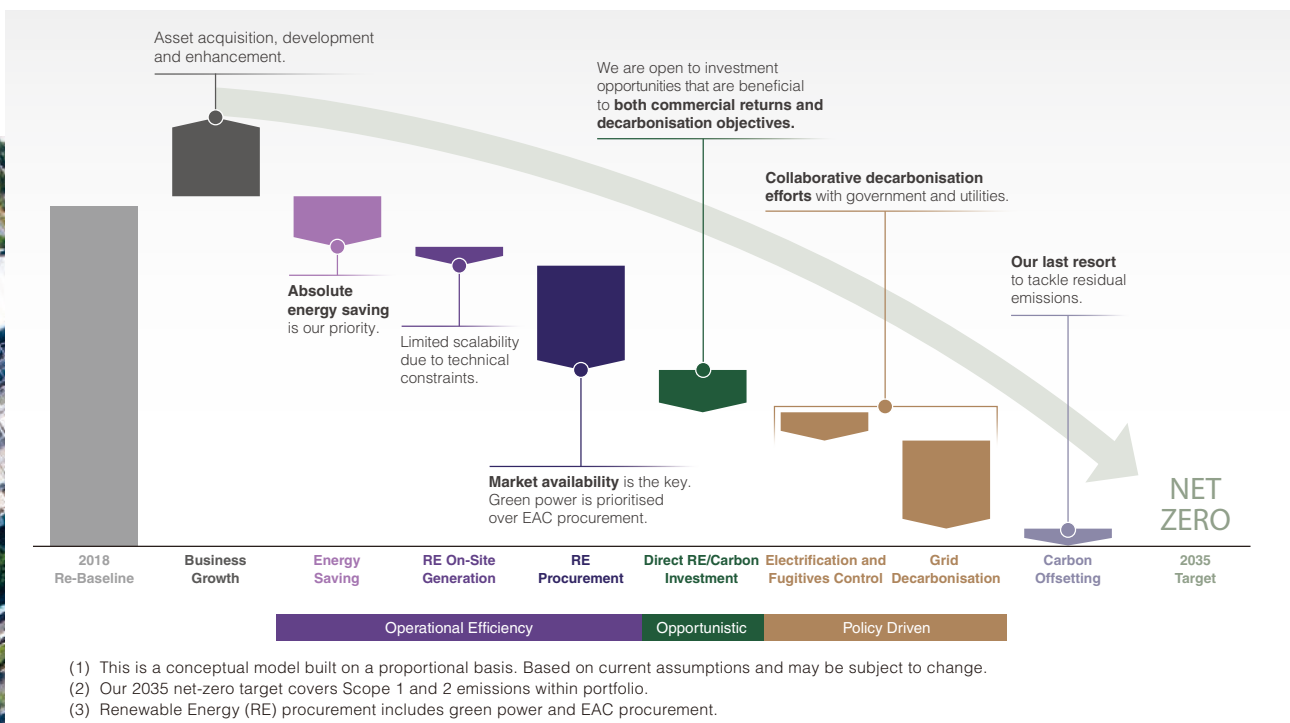 Asset acquisition, development
and enhancement.
We are open to investment
opportunities that are beneficial
to both commercial returns and
decarbonisation objectives.
Collaborative decarbonisation
efforts with government and utilities.
Our last resort
to tackle residual
emissions.
Absolute
energy saving
is our priority.
Limited scalability
due to technical
constraints.
Market availability is the key.
Green power is prioritised
over EAC procurement.
NET
ZERO
2018
Re-Baseline
Business
Growth
Energy
Saving
RE On-Site
Generation
RE
Procurement
Direct RE/Carbon
Investment
Electrification and
Fugitives Control
Grid
Decarbonisation
Carbon
Offsetting
2035
Target
Operational Efficiency
Opportunistic
Policy Driven
(1) This is a conceptual model built on a proportional basis. Based on current assumptions and may be subject to change.
(2) Our 2035 net-zero target covers Scope 1 and 2 emissions within portfolio.
(3) Renewable Energy (RE) procurement includes green power and EAC procurement.